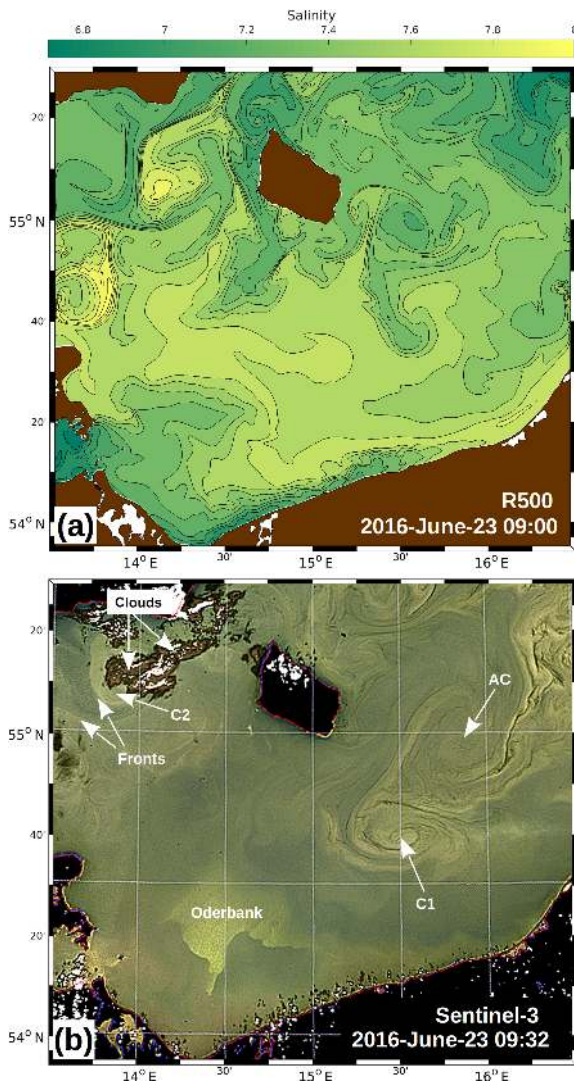 Salinity
6.8 7 7.2 7.4 7.6 7.8 8
20'
55° N
40'
20'
54° N
R500
(a) 2016-June-23 09:00
14° E 30' 15° E 30' 16° E
Clouds
20'
AC
C2
55° N
Fronts
40'
C1
Oderbank
20'
Sentinel-3
54° N (b) 2016-June-23 09:32
14° E 30' 15° E 30' 16° E